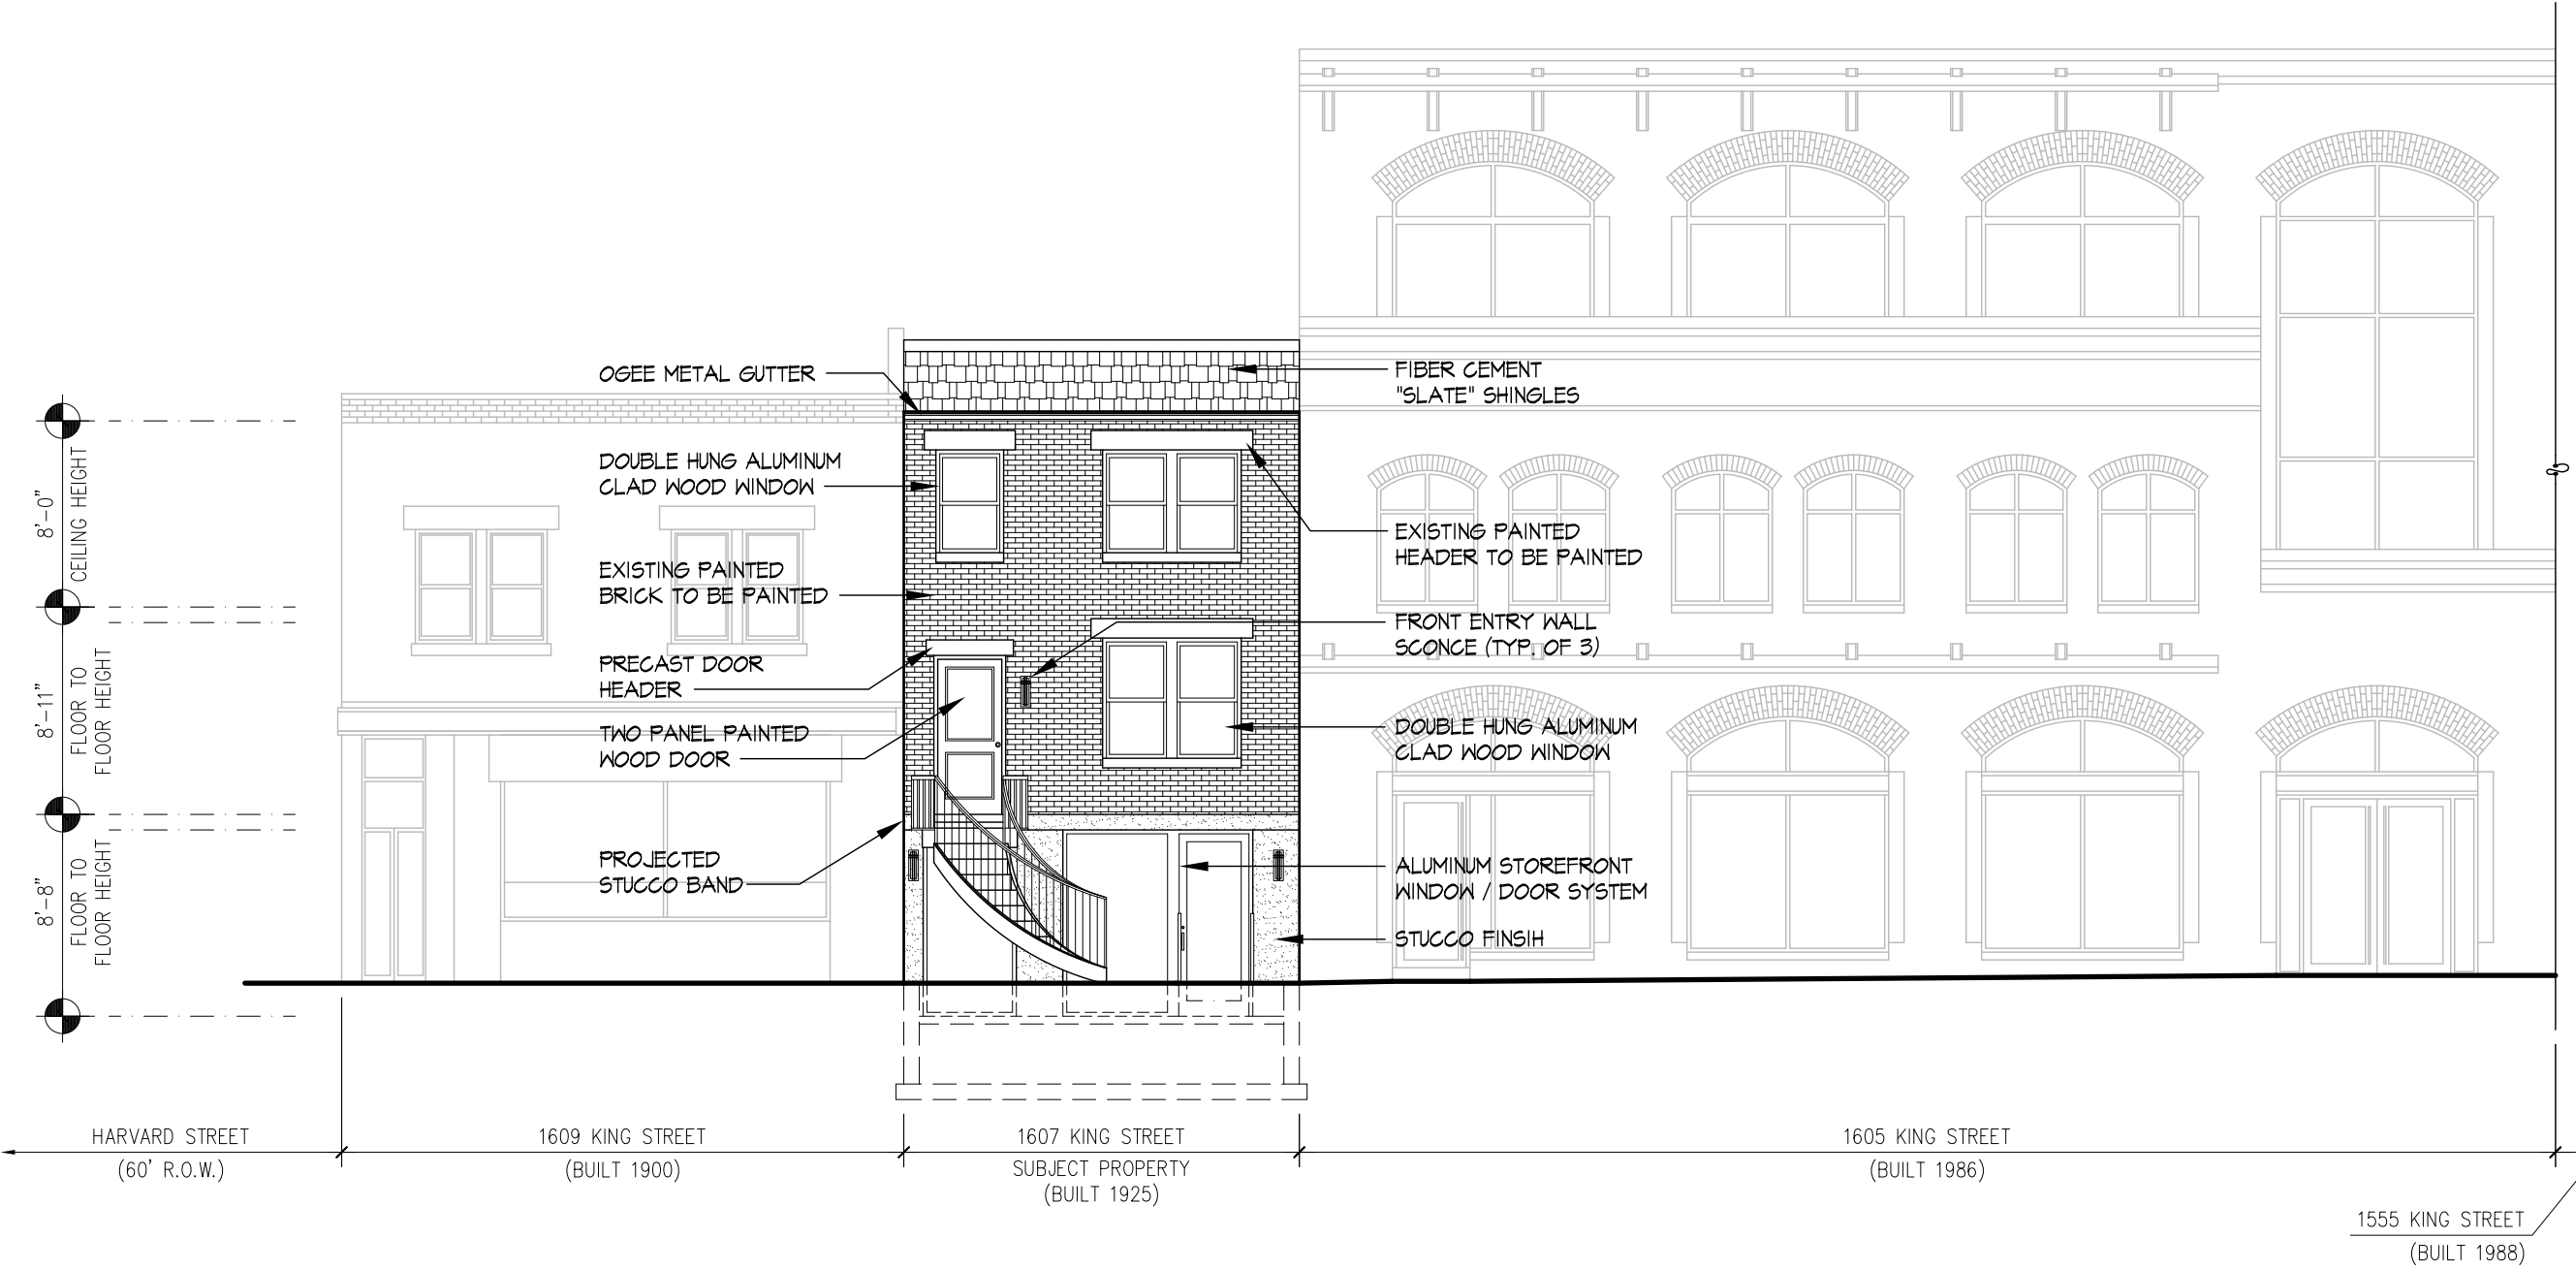 OGEE METAL GUTTER
DOUBLE HUNG ALUMINUM
CLAD WOOD WINDOW
EXISTING PAINTED
BRICK TO BE PAINTED
PRECAST DOOR
HEADER
TWO PANEL PAINTED
WOOD DOOR
PROJECTED
STUCCO BAND
FIBER CEMENT
"SLATE" SHINGLES
EXISTING PAINTED
HEADER TO BE PAINTED
FRONT ENTRY WALL
SCONCE (TYP. OF 3)
DOUBLE HUNG ALUMINUM
CLAD WOOD WINDOW
ALUMINUM STOREFRONT
WINDOW / DOOR SYSTEM
STUCCO FINSIH
8'-0"
CEILING HEIGHT
8'-11"
FLOOR TO
FLOOR HEIGHT
8'-8"
FLOOR TO
FLOOR HEIGHT
HARVARD STREET
(60' R.O.W.)
1609 KING STREET
(BUILT 1900)
1607 KING STREET
SUBJECT PROPERTY
(BUILT 1925)
1605 KING STREET
(BUILT 1986)
1555 KING STREET
(BUILT 1988)